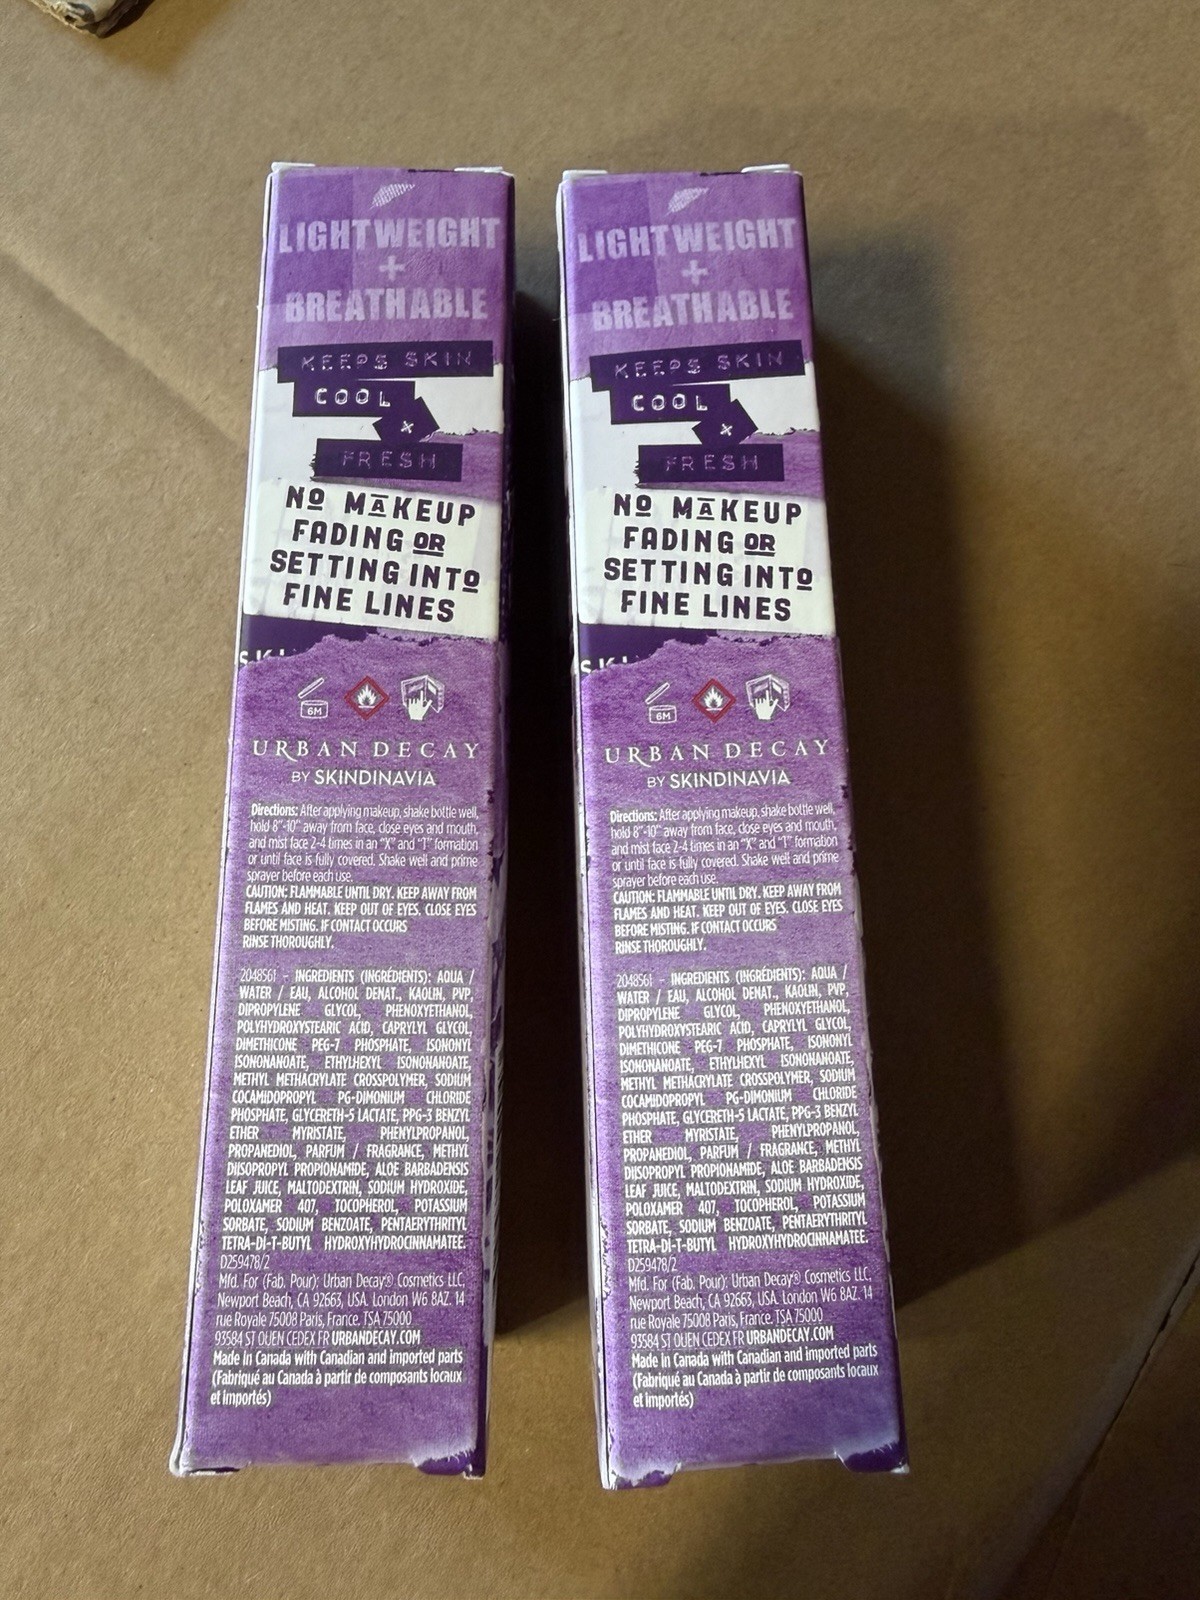 LIGHTWEIGHT
+
BREATHABLE
KEEPS SKIN
COOL
×
FRESH
NO MAKEUP
FADING OR
SETTING INTO
FINE LINES
6M
URBAN DECAY
BY SKINDINAVIA
Directions: After applying makeup, shake bottle well,
hold 8"-10" away from face, close eyes and mouth,
and mist face 2-4 times in an "X" and "T" formation
or until face is fully covered. Shake well and prime
sprayer before each use.
CAUTION: FLAMMABLE UNTIL DRY. KEEP AWAY FROM
FLAMES AND HEAT. KEEP OUT OF EYES. CLOSE EYES
BEFORE MISTING. IF CONTACT OCCURS
RINSE THOROUGHLY.
2048561 - INGREDIENTS (INGRÉDIENTS): AQUA /
WATER / EAU, ALCOHOL DENAT., KAOLIN, PVP,
DIPROPYLENE GLYCOL, PHENOXYETHANOL,
POLYHYDROXYSTEARIC ACID, CAPRYLYL GLYCOL,
DIMETHICONE PEG-7 PHOSPHATE, ISONONYL
ISONONANOATE, ETHYLHEXYL ISONONANOATE,
METHYL METHACRYLATE CROSSPOLYMER, SODIUM
COCAMIDOPROPYL PG-DIMONIUM CHLORIDE
PHOSPHATE, GLYCERETH-5 LACTATE, PPG-3 BENZYL
ETHER MYRISTATE, PHENYLPROPANOL,
PROPANEDIOL, PARFUM / FRAGRANCE, METHYL
DIISOPROPYL PROPIONAMIDE, ALOE BARBADENSIS
LEAF JUICE, MALTODEXTRIN, SODIUM HYDROXIDE,
POLOXAMER 407, TOCOPHEROL, POTASSIUM
SORBATE, SODIUM BENZOATE, PENTAERYTHRITYL
TETRA-DI-T-BUTYL HYDROXYHYDROCINNAMATEE.
D259478/2
Mfd. For (Fab. Pour): Urban Decay® Cosmetics LLC,
Newport Beach, CA 92663, USA. London W6 8AZ. 14
rue Royale 75008 Paris, France. TSA 75000
93584 ST OUEN CEDEX FR URBANDECAY.COM
Made in Canada with Canadian and imported parts
(Fabriqué au Canada à partir de composants locaux
et importés)
LIGHTWEIGHT
+
BREATHABLE
KEEPS SKIN
COOL
×
FRESH
NO MAKEUP
FADING OR
SETTING INTO
FINE LINES
6M
URBAN DECAY
BY SKINDINAVIA
Directions: After applying makeup, shake bottle well,
hold 8"-10" away from face, close eyes and mouth,
and mist face 2-4 times in an "X" and "T" formation
or until face is fully covered. Shake well and prime
sprayer before each use.
CAUTION: FLAMMABLE UNTIL DRY. KEEP AWAY FROM
FLAMES AND HEAT. KEEP OUT OF EYES. CLOSE EYES
BEFORE MISTING. IF CONTACT OCCURS
RINSE THOROUGHLY.
2048561 - INGREDIENTS (INGRÉDIENTS): AQUA /
WATER / EAU, ALCOHOL DENAT., KAOLIN, PVP,
DIPROPYLENE GLYCOL, PHENOXYETHANOL,
POLYHYDROXYSTEARIC ACID, CAPRYLYL GLYCOL,
DIMETHICONE PEG-7 PHOSPHATE, ISONONYL
ISONONANOATE, ETHYLHEXYL ISONONANOATE,
METHYL METHACRYLATE CROSSPOLYMER, SODIUM
COCAMIDOPROPYL PG-DIMONIUM CHLORIDE
PHOSPHATE, GLYCERETH-5 LACTATE, PPG-3 BENZYL
ETHER MYRISTATE, PHENYLPROPANOL,
PROPANEDIOL, PARFUM / FRAGRANCE, METHYL
DIISOPROPYL PROPIONAMIDE, ALOE BARBADENSIS
LEAF JUICE, MALTODEXTRIN, SODIUM HYDROXIDE,
POLOXAMER 407, TOCOPHEROL, POTASSIUM
SORBATE, SODIUM BENZOATE, PENTAERYTHRITYL
TETRA-DI-T-BUTYL HYDROXYHYDROCINNAMATEE.
D259478/2
Mfd. For (Fab. Pour): Urban Decay® Cosmetics LLC,
Newport Beach, CA 92663, USA. London W6 8AZ. 14
rue Royale 75008 Paris, France. TSA 75000
93584 ST OUEN CEDEX FR URBANDECAY.COM
Made in Canada with Canadian and imported parts
(Fabriqué au Canada à partir de composants locaux
et importés)